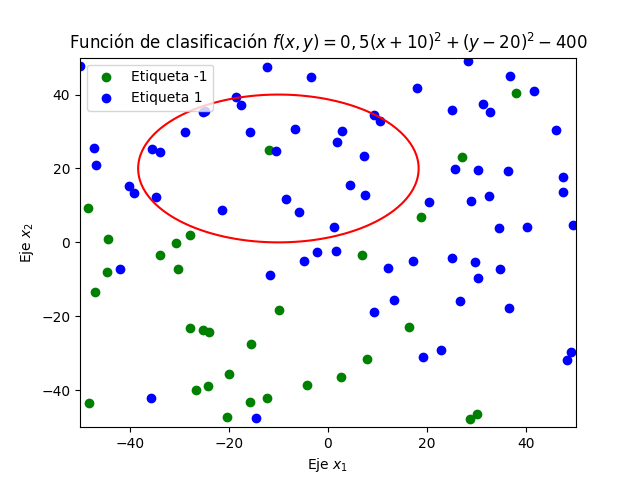 Función de clasificación f(x, y) = 0, 5(x + 10)² + (y − 20)² − 400
Etiqueta -1
Etiqueta 1
Eje x₂
40
20
0
−20
−40
−40
−20
0
20
40
Eje x₁